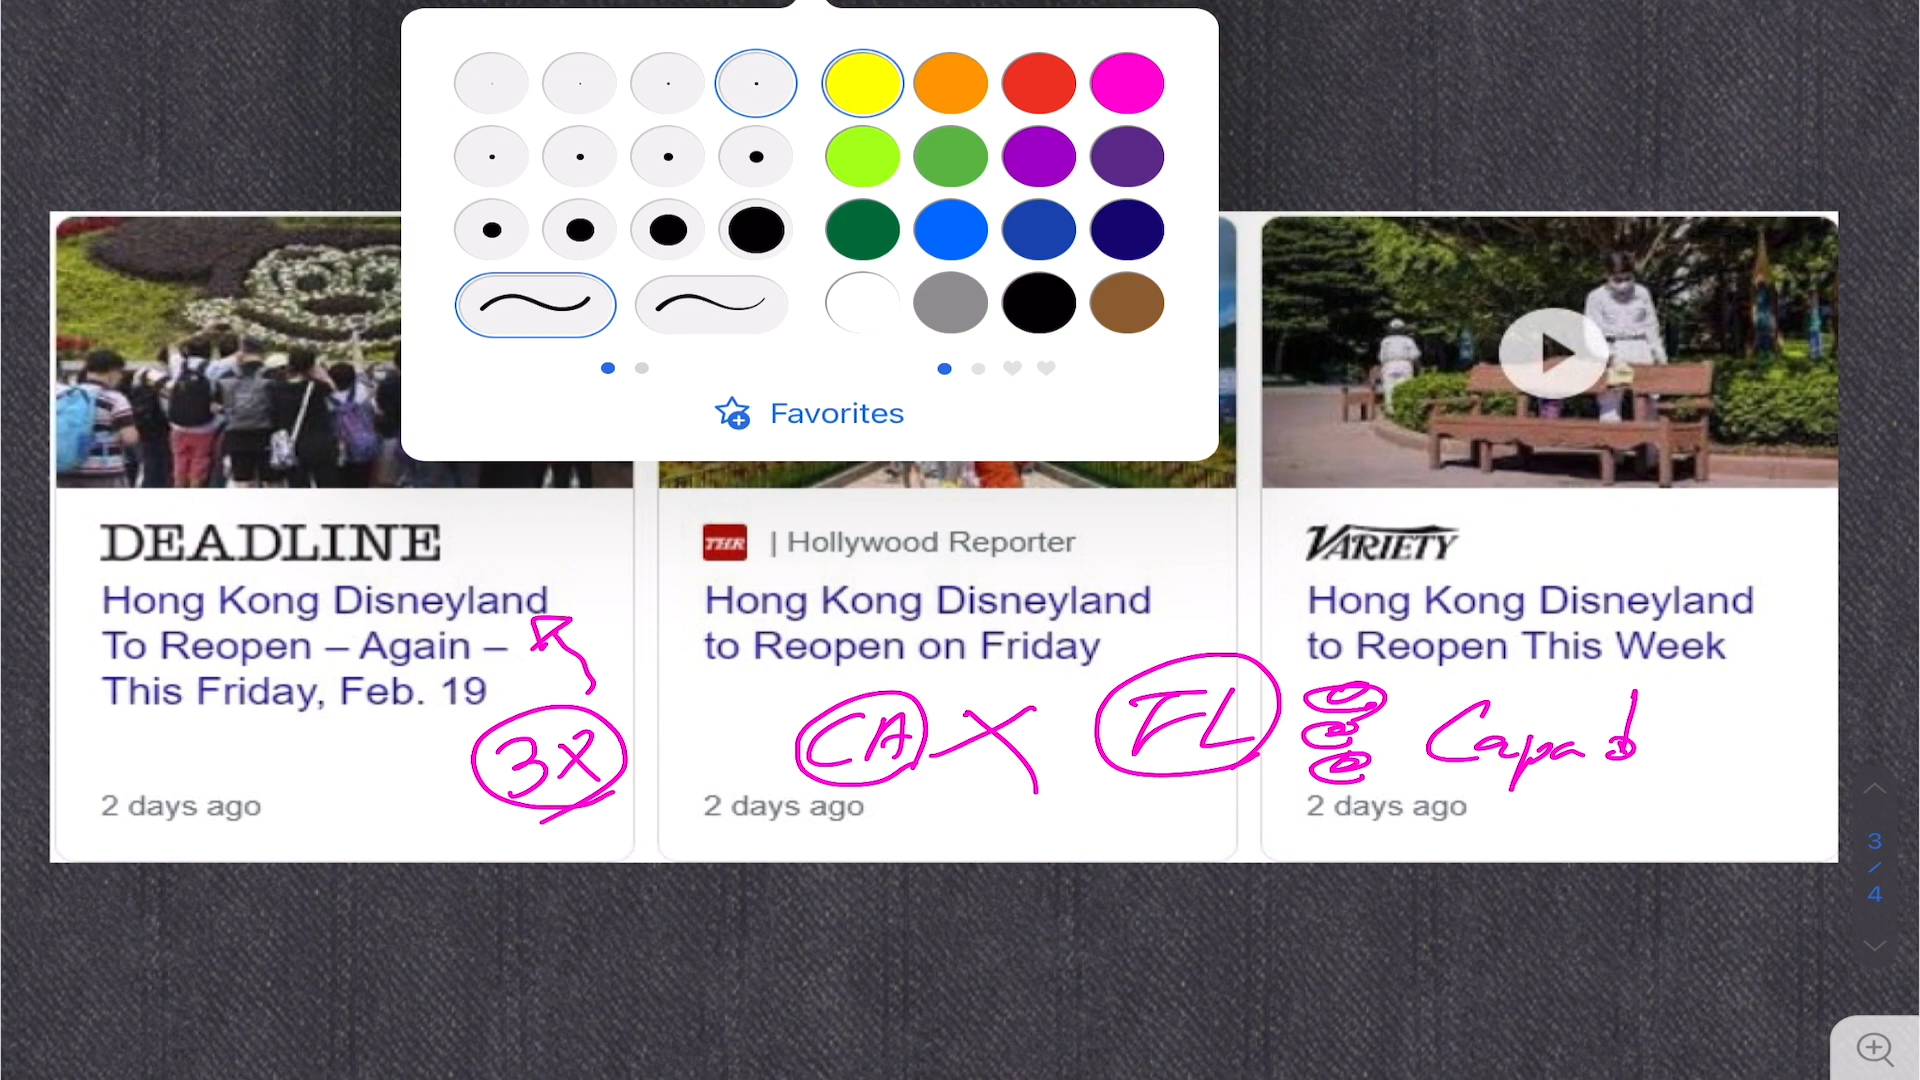 Favorites
DEADLINE
Hong Kong Disneyland
To Reopen – Again –
This Friday, Feb. 19
3X
2 days ago
THR | Hollywood Reporter
Hong Kong Disneyland
to Reopen on Friday
CA X FL
2 days ago
VARIETY
Hong Kong Disneyland
to Reopen This Week
2 days ago
3
/
4